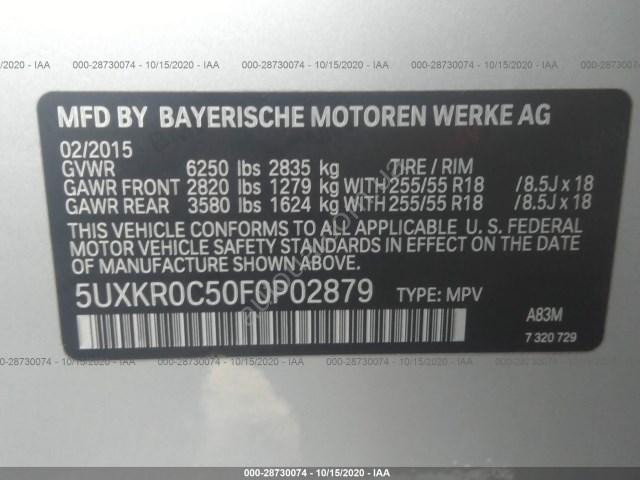 000-28730074 - 10/15/2020 - IAA
MFD BY BAYERISCHE MOTOREN WERKE AG
02/2015
GVWR 6250 lbs 2835 kg TIRE / RIM
GAWR FRONT 2820 lbs 1279 kg WITH 255/55 R18 /8.5J x 18
GAWR REAR 3580 lbs 1624 kg WITH 255/55 R18 /8.5J x 18
THIS VEHICLE CONFORMS TO ALL APPLICABLE U. S. FEDERAL
MOTOR VEHICLE SAFETY STANDARDS IN EFFECT ON THE DATE
OF MANUFACTURE SHOWN ABOVE.
5UXKR0C50F0P02879 TYPE: MPV
A83M
7 320 729
000-28730074 - 10/15/2020 - IAA
000-28730074 - 10/15/2020 - IAA